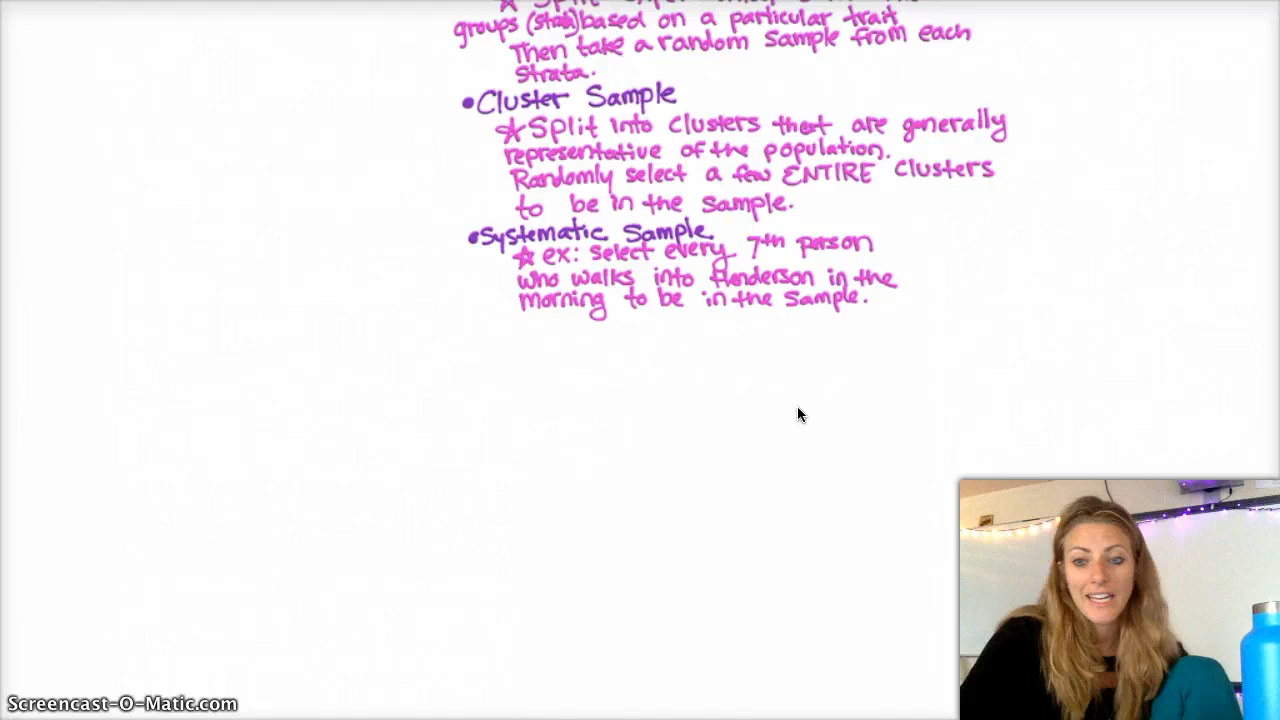 groups (strata) based on a particular trait
Then take a random sample from each
strata.
• Cluster Sample
☆ Split into clusters that are generally
representative of the population.
Randomly select a few ENTIRE clusters
to be in the sample.
• Systematic Sample
☆ ex: select every 7th person
who walks into Henderson in the
morning to be in the sample.
Screencast-O-Matic.com